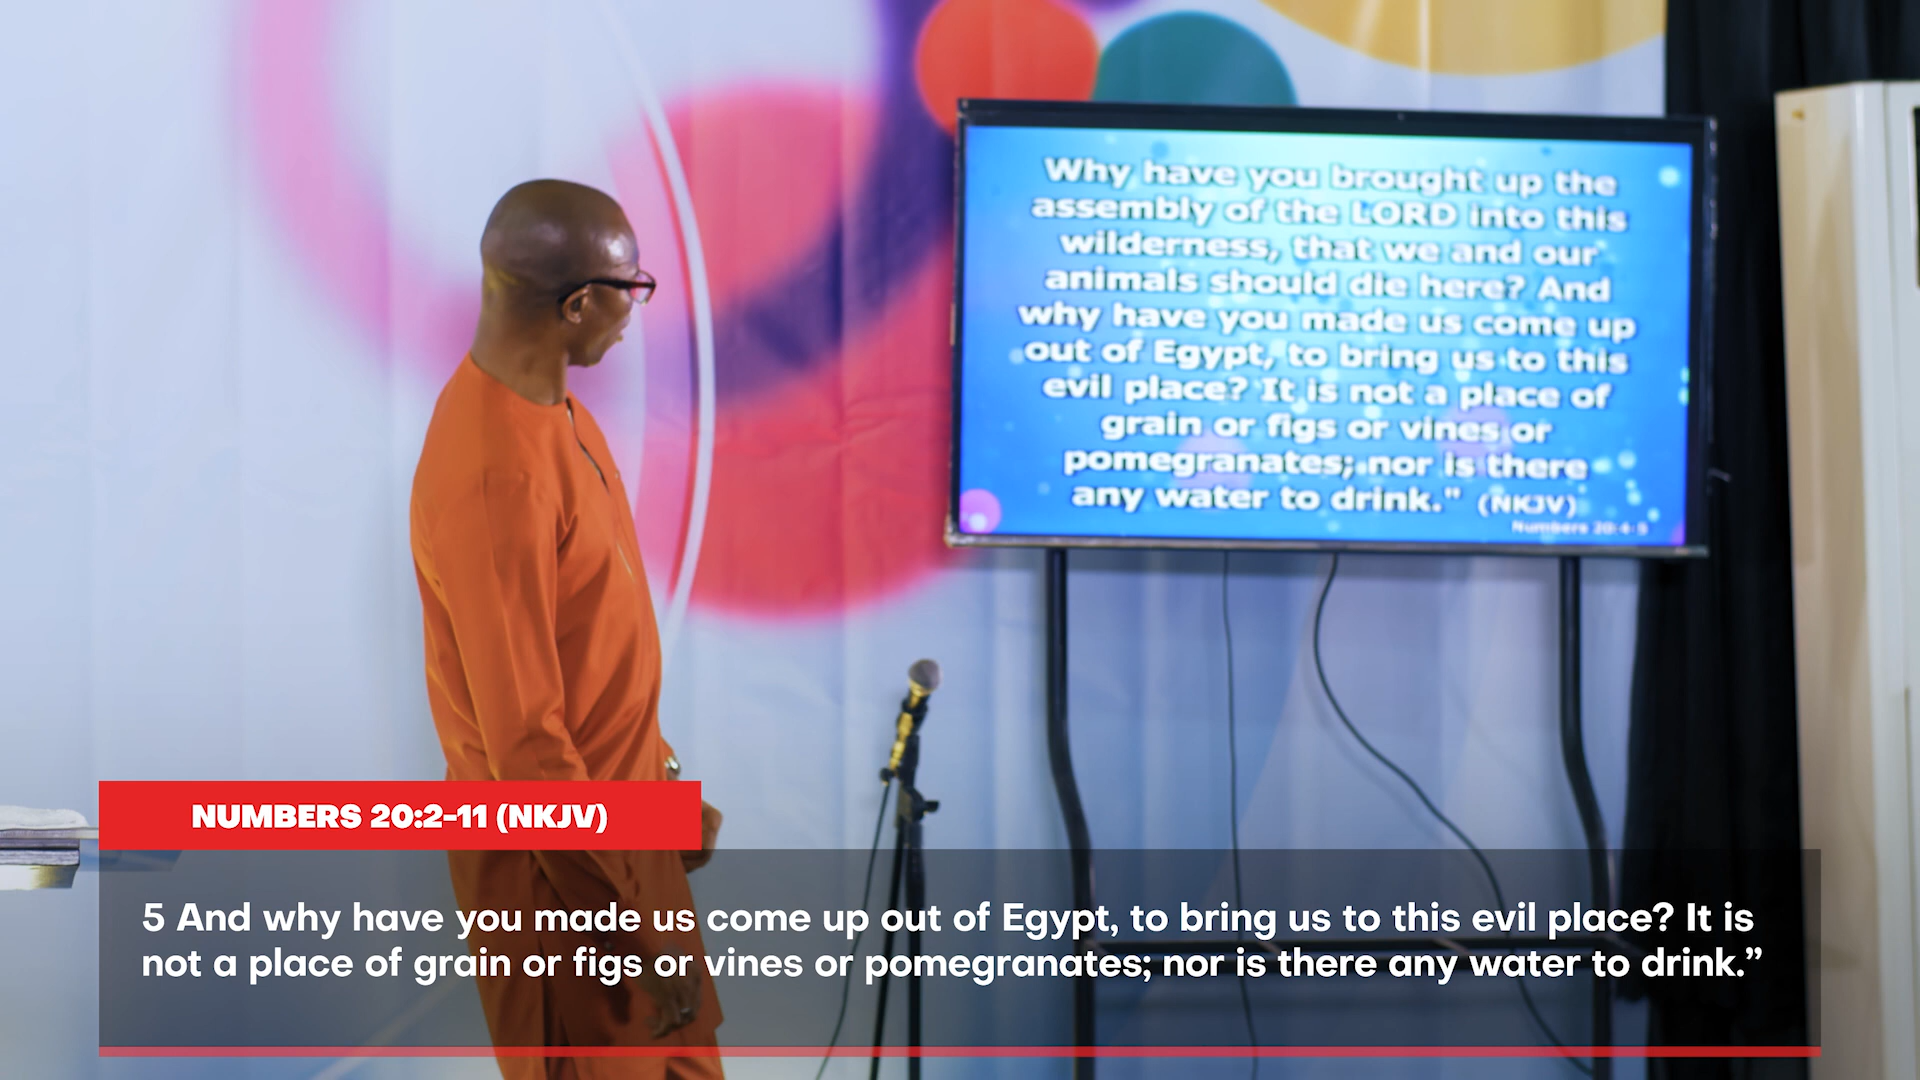 Why have you brought up the
assembly of the LORD into this
wilderness, that we and our
animals should die here? And
why have you made us come up
out of Egypt, to bring us to this
evil place? It is not a place of
grain or figs or vines or
pomegranates; nor is there
any water to drink." (NKJV)
Numbers 20:4-5
NUMBERS 20:2-11 (NKJV)
5 And why have you made us come up out of Egypt, to bring us to this evil place? It is
not a place of grain or figs or vines or pomegranates; nor is there any water to drink.”